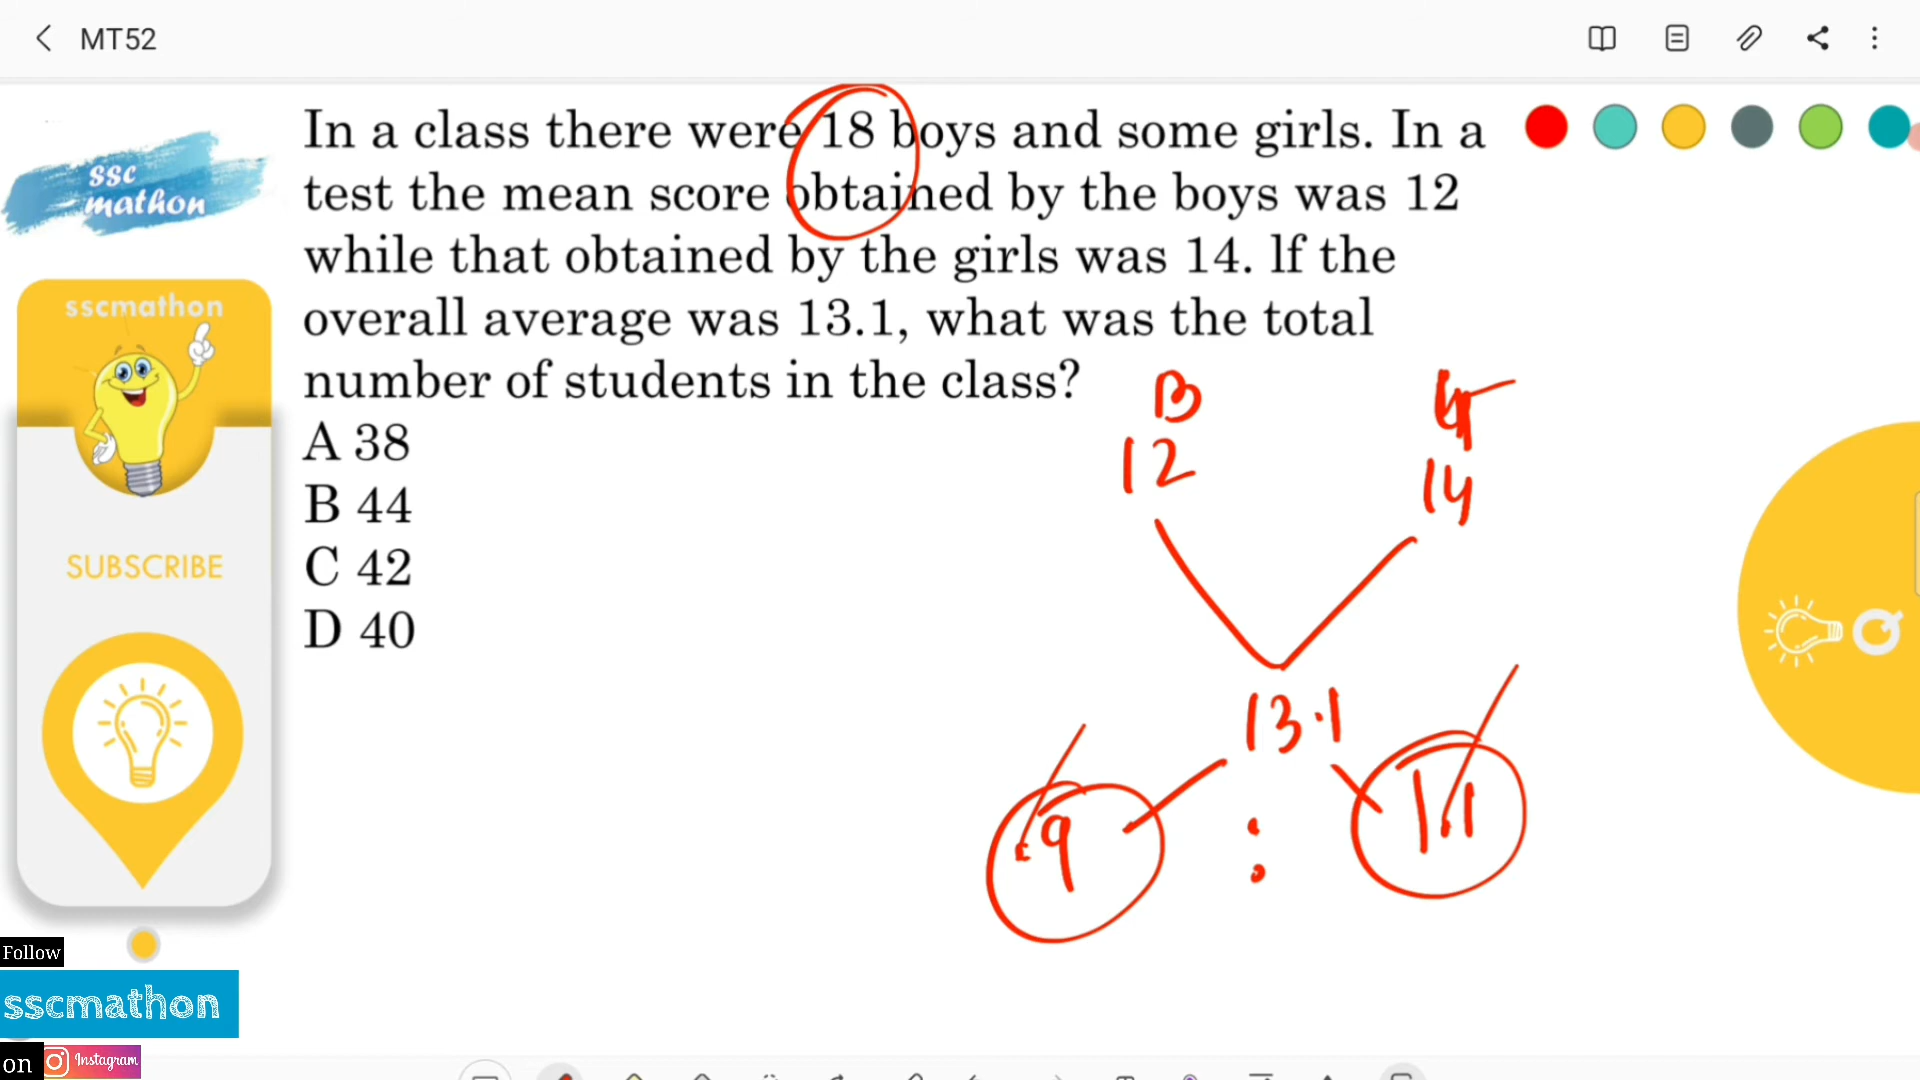 MT52
In a class there were 18 boys and some girls. In a
test the mean score obtained by the boys was 12
while that obtained by the girls was 14. lf the
overall average was 13.1, what was the total
number of students in the class?
A 38
B 44
C 42
D 40
B G
12 14
13.1
.9 : 1.1
ssc
mathon
sscmathon
SUBSCRIBE
Follow
sscmathon
on Instagram
Q